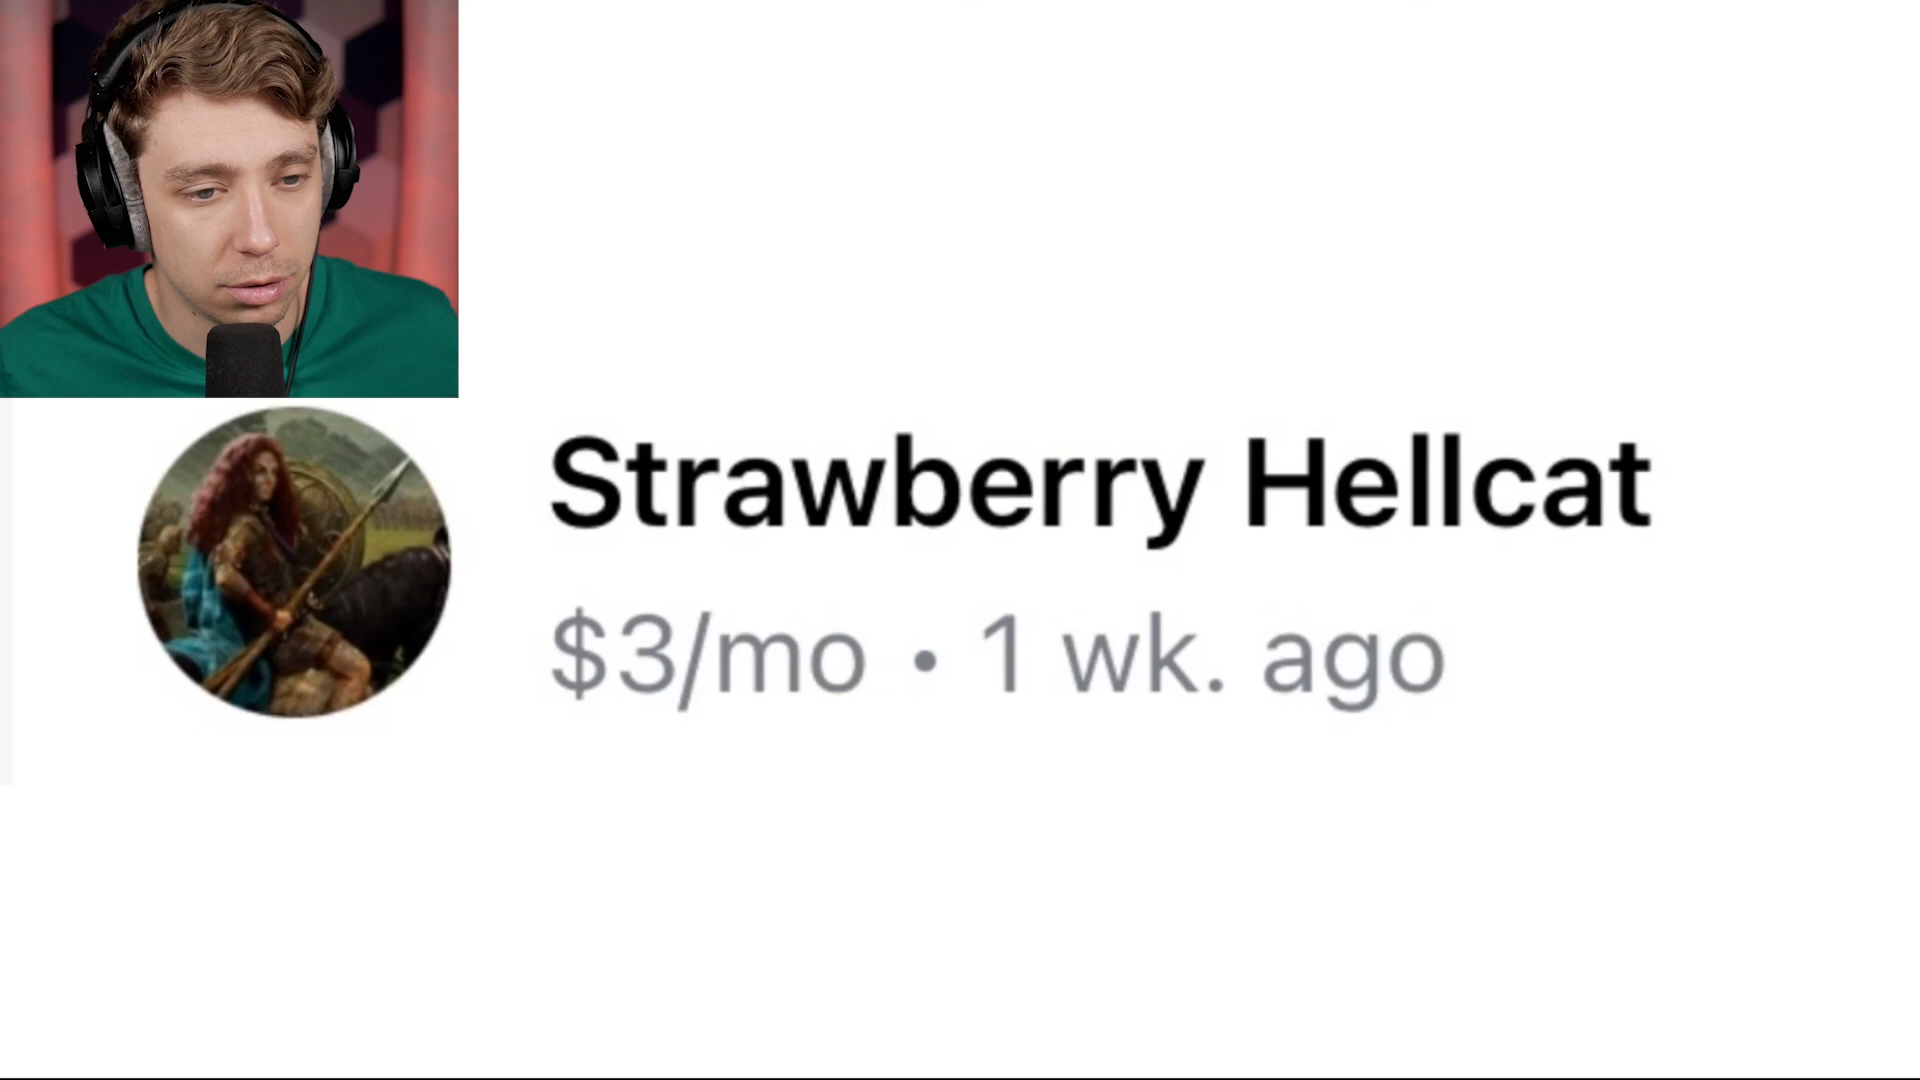 Strawberry Hellcat
$3/mo • 1 wk. ago